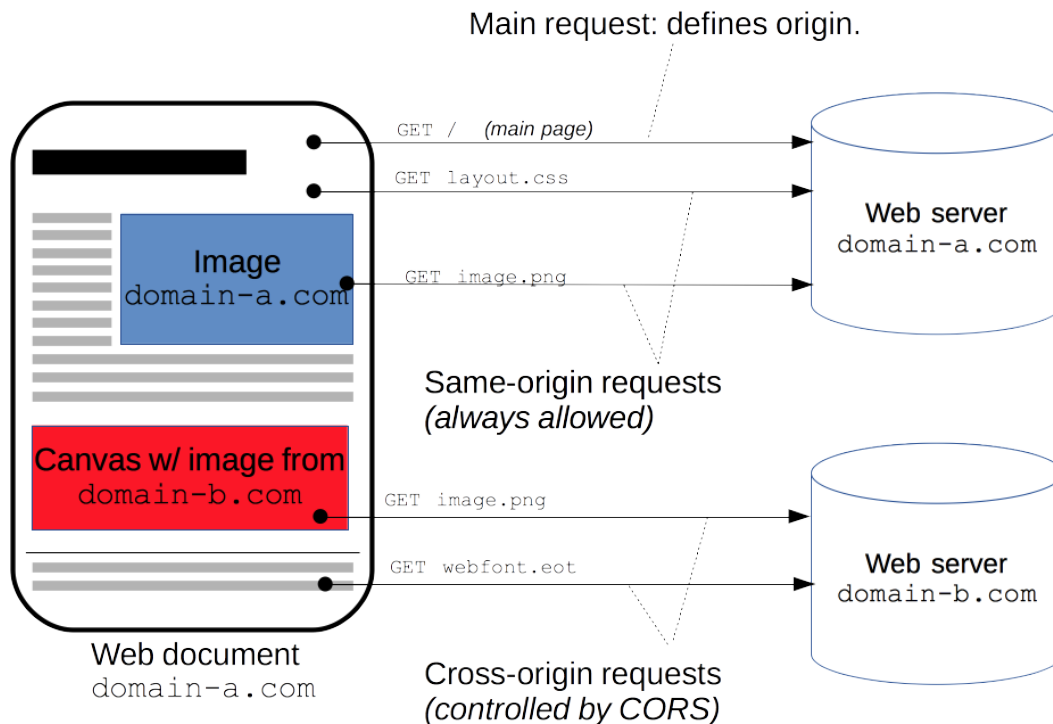 Main request: defines origin.
GET / (main page)
GET layout.css
Image
domain-a.com
GET image.png
Web server
domain-a.com
Same-origin requests
(always allowed)
Canvas w/ image from
domain-b.com
GET image.png
GET webfont.eot
Web server
domain-b.com
Web document
domain-a.com
Cross-origin requests
(controlled by CORS)